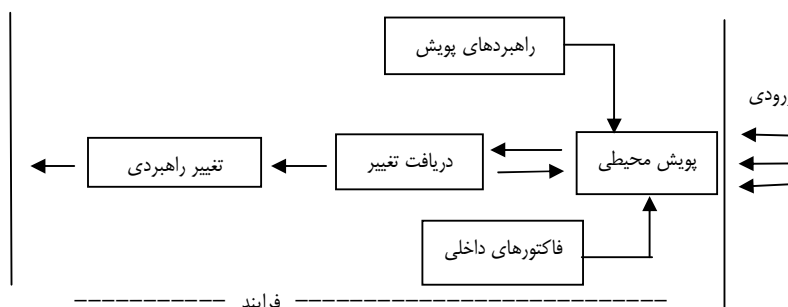 راهبردهای پویش
پویش محیطی
دریافت تغییر
تغییر راهبردی
فاکتورهای داخلی
فرایند